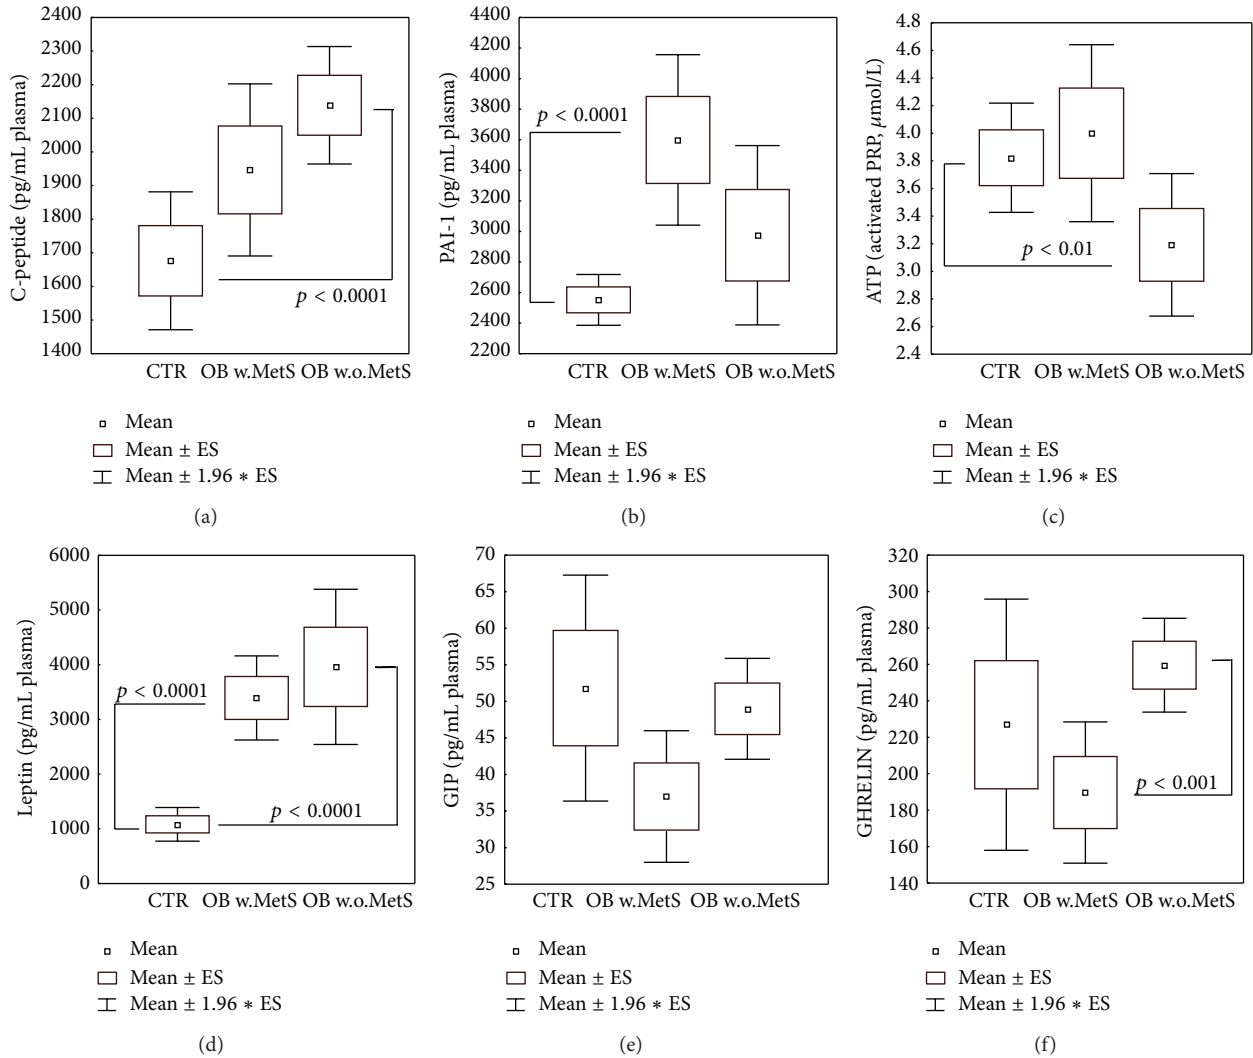 C-peptide (pg/mL plasma)
2400
2300
2200
2100
2000
1900
1800
1700
1600
1500
1400
p < 0.0001
CTR OB w.MetS OB w.o.MetS
Mean
Mean ± ES
Mean ± 1.96 * ES
(a)
PAI-1 (pg/mL plasma)
4400
4200
4000
3800
3600
3400
3200
3000
2800
2600
2400
2200
p < 0.0001
CTR OB w.MetS OB w.o.MetS
Mean
Mean ± ES
Mean ± 1.96 * ES
(b)
ATP (activated PRP, μmol/L)
4.8
4.6
4.4
4.2
4.0
3.8
3.6
3.4
3.2
3.0
2.8
2.6
2.4
p < 0.01
CTR OB w.MetS OB w.o.MetS
Mean
Mean ± ES
Mean ± 1.96 * ES
(c)
Leptin (pg/mL plasma)
6000
5000
4000
3000
2000
1000
0
p < 0.0001
p < 0.0001
CTR OB w.MetS OB w.o.MetS
Mean
Mean ± ES
Mean ± 1.96 * ES
(d)
GIP (pg/mL plasma)
70
65
60
55
50
45
40
35
30
25
CTR OB w.MetS OB w.o.MetS
Mean
Mean ± ES
Mean ± 1.96 * ES
(e)
GHRELIN (pg/mL plasma)
320
300
280
260
240
220
200
180
160
140
p < 0.001
CTR OB w.MetS OB w.o.MetS
Mean
Mean ± ES
Mean ± 1.96 * ES
(f)